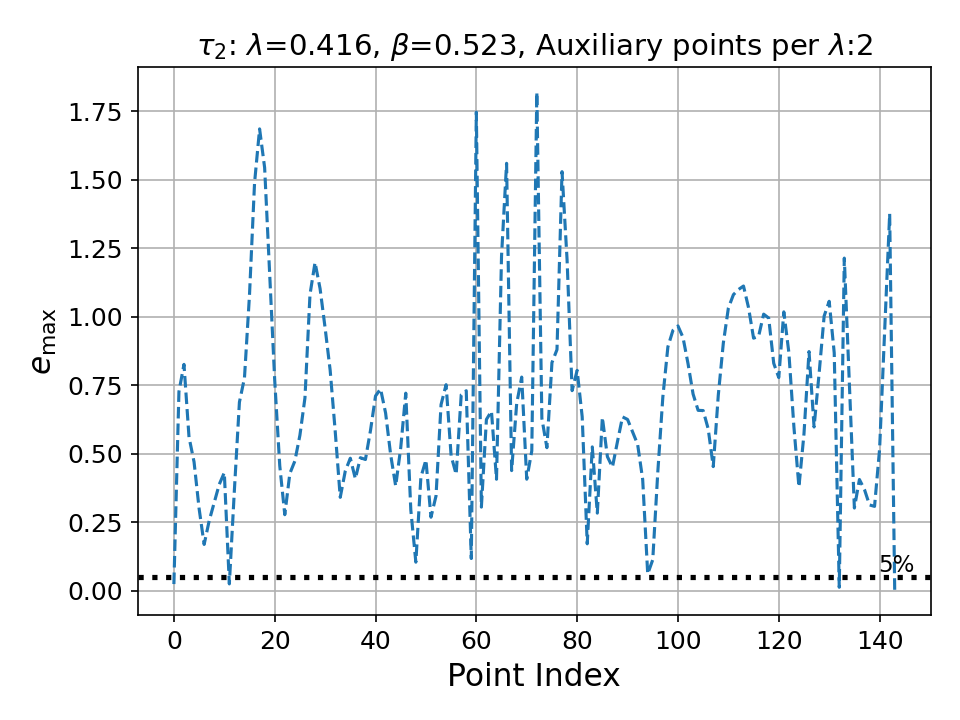 τ₂: λ=0.416, β=0.523, Auxiliary points per λ:2
e_max
1.75
1.50
1.25
1.00
0.75
0.50
0.25
0.00
5%
0 20 40 60 80 100 120 140
Point Index